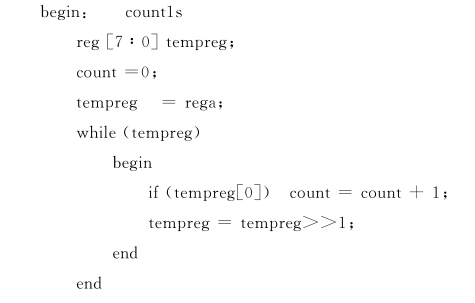 begin： count1s
reg [7：0] tempreg；
count =0；
tempreg = rega；
while (tempreg)
begin
if (tempreg[0]) count = count + 1；
tempreg = tempreg>>1；
end
end